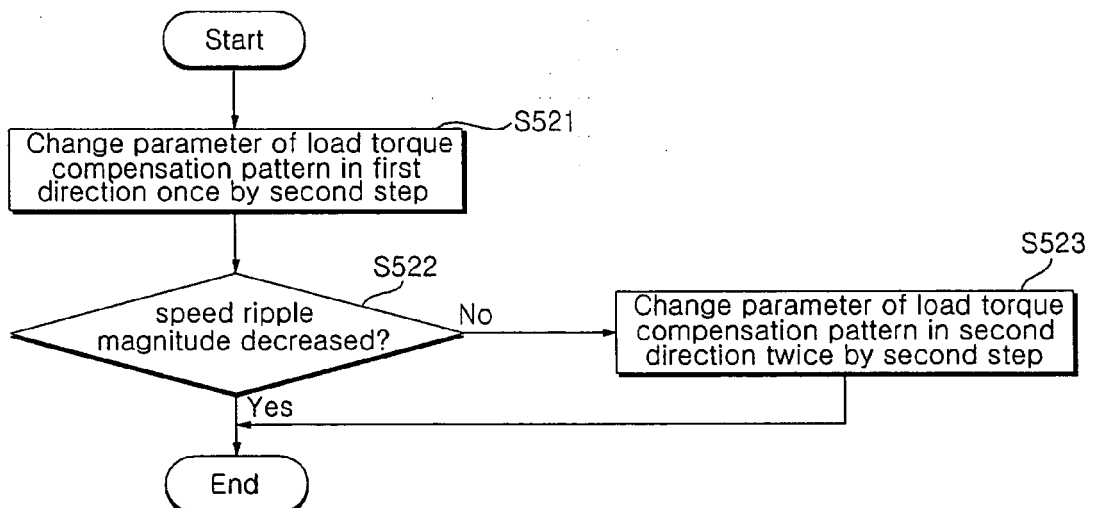 Start
S521
Change parameter of load torque
compensation pattern in first
direction once by second step
S522
speed ripple
magnitude decreased?
No
S523
Change parameter of load torque
compensation pattern in second
direction twice by second step
Yes
End